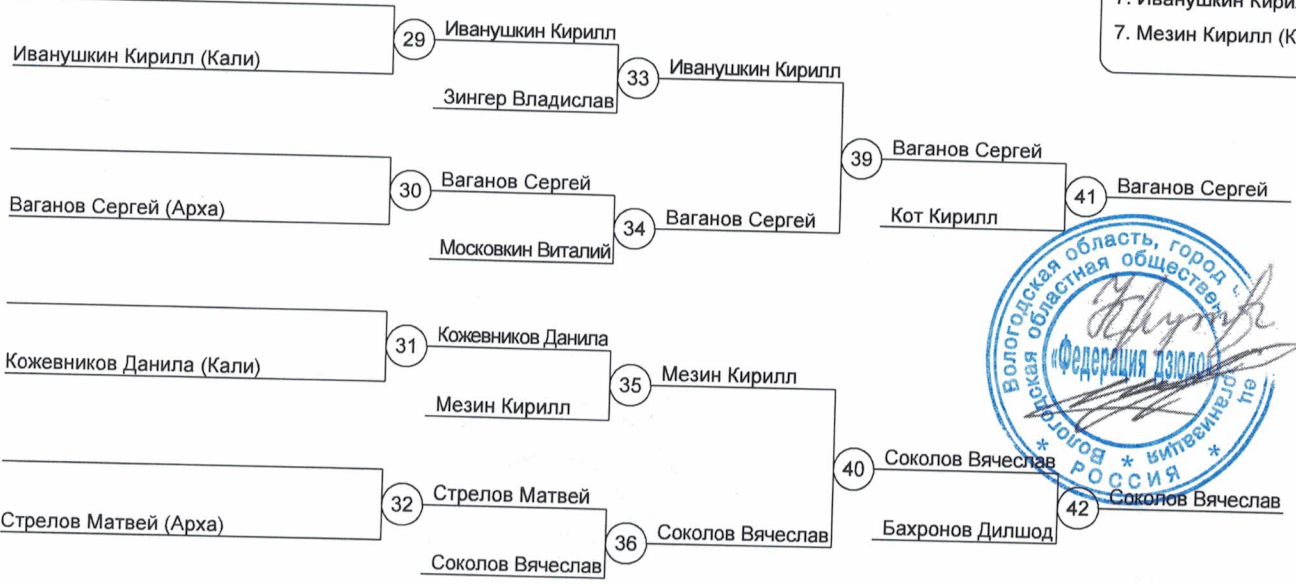 7. Иванушкин
7. Мезин Кирилл (К
Иванушкин Кирилл (Кали)
29
Иванушкин Кирилл
Зингер Владислав
33
Иванушкин Кирилл
Ваганов Сергей (Арха)
30
Ваганов Сергей
Московкин Виталий
34
Ваганов Сергей
39
Ваганов Сергей
Кот Кирилл
41
Ваганов Сергей
Кожевников Данила (Кали)
31
Кожевников Данила
Мезин Кирилл
35
Мезин Кирилл
Стрелов Матвей (Арха)
32
Стрелов Матвей
Соколов Вячеслав
36
Соколов Вячеслав
40
Соколов Вячеслав
Бахронов Дилшод
42
Соколов Вячеслав
Вологодская область, город
Вологодская областная обществен
организация
«Федерация дзюдо»
* РОССИЯ *